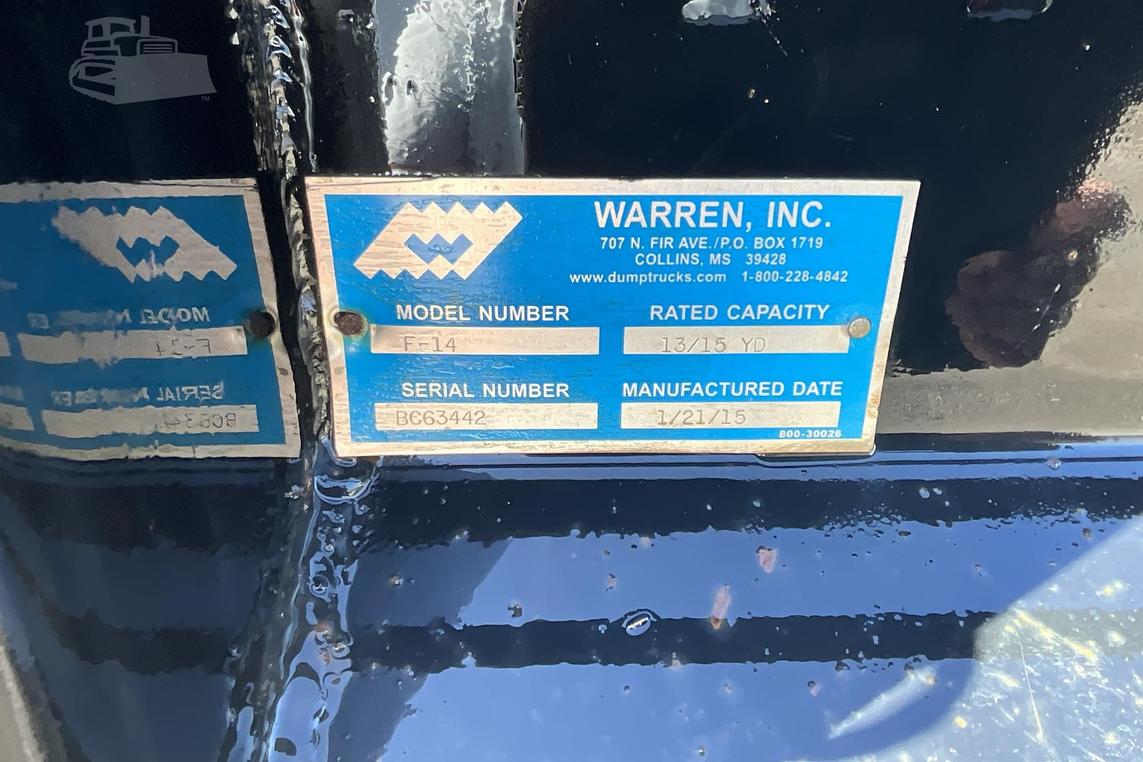 WARREN, INC.
707 N. FIR AVE./P.O. BOX 1719
COLLINS, MS 39428
www.dumptrucks.com 1-800-228-4842
MODEL NUMBER RATED CAPACITY
F-14 13/15 YD
SERIAL NUMBER MANUFACTURED DATE
BC63442 1/21/15
800-30026
TM